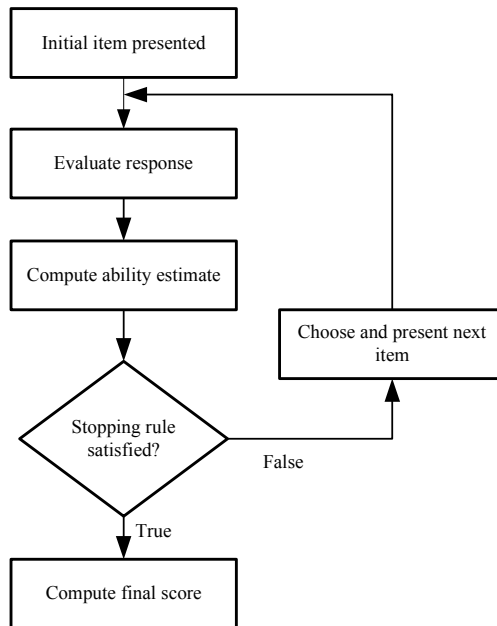 Initial item presented
Evaluate response
Compute ability estimate
Choose and present next
item
Stopping rule
satisfied?
False
True
Compute final score